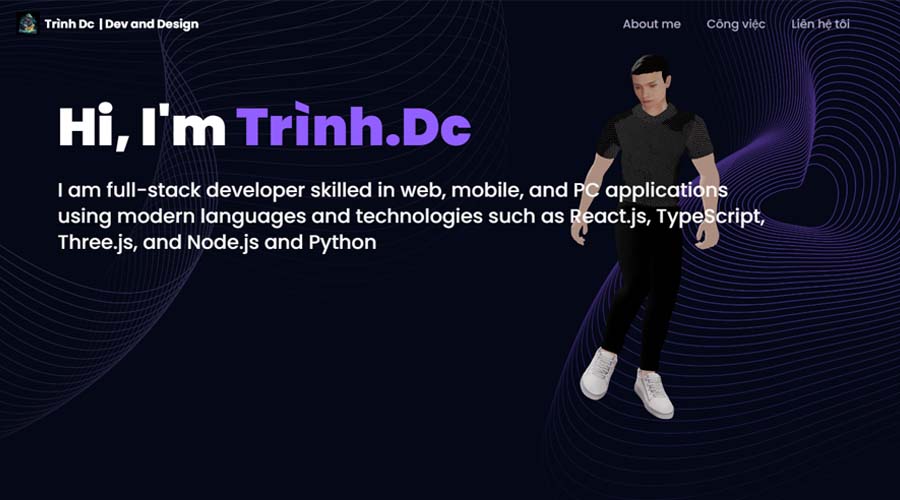 Trình Dc | Dev and Design
About me
Công việc
Liên hệ tôi
Hi, I'm Trình.Dc
I am full-stack developer skilled in web, mobile, and PC applications
using modern languages and technologies such as React.js, TypeScript,
Three.js, and Node.js and Python